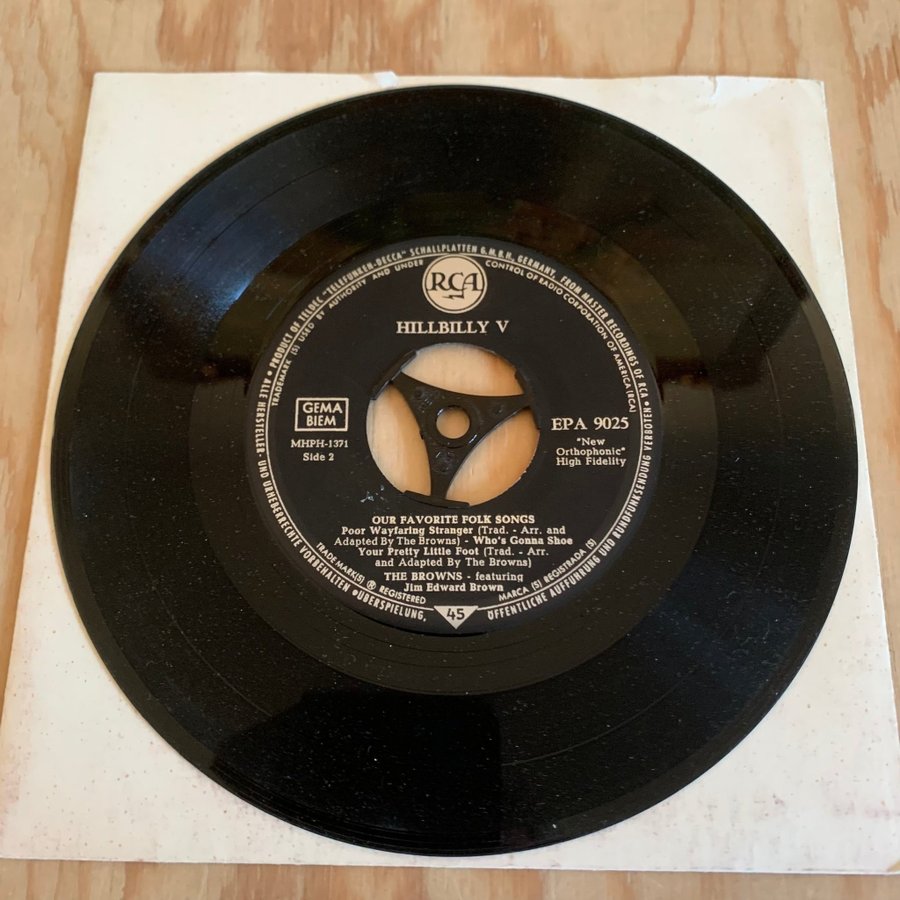 • PRODUCT OF TELDEC "TELEFUNKEN-DECCA" SCHALLPLATTEN G.M.B.H., GERMANY, FROM MASTER RECORDINGS OF RCA •
TRADEMARK (S) USED BY AUTHORITY AND UNDER CONTROL OF RADIO CORPORATION OF AMERICA (RCA)
RCA
HILLBILLY V
GEMA
BIEM
MHPH-1371
Side 2
EPA 9025
"New
Orthophonic"
High Fidelity
OUR FAVORITE FOLK SONGS
Poor Wayfaring Stranger (Trad. - Arr. and
Adapted By The Browns) - Who's Gonna Shoe
Your Pretty Little Foot (Trad. - Arr.
and Adapted By The Browns)
THE BROWNS - featuring
Jim Edward Brown
TRADE MARK(S) ® REGISTERED
MARCA (S) REGISTRADA (S)
45
ALLE HERSTELLER- UND URHEBERRECHTE VORBEHALTEN • ÜBERSPIELUNG, ÖFFENTLICHE AUFFÜHRUNG UND RUNDFUNKSENDUNG VERBOTEN